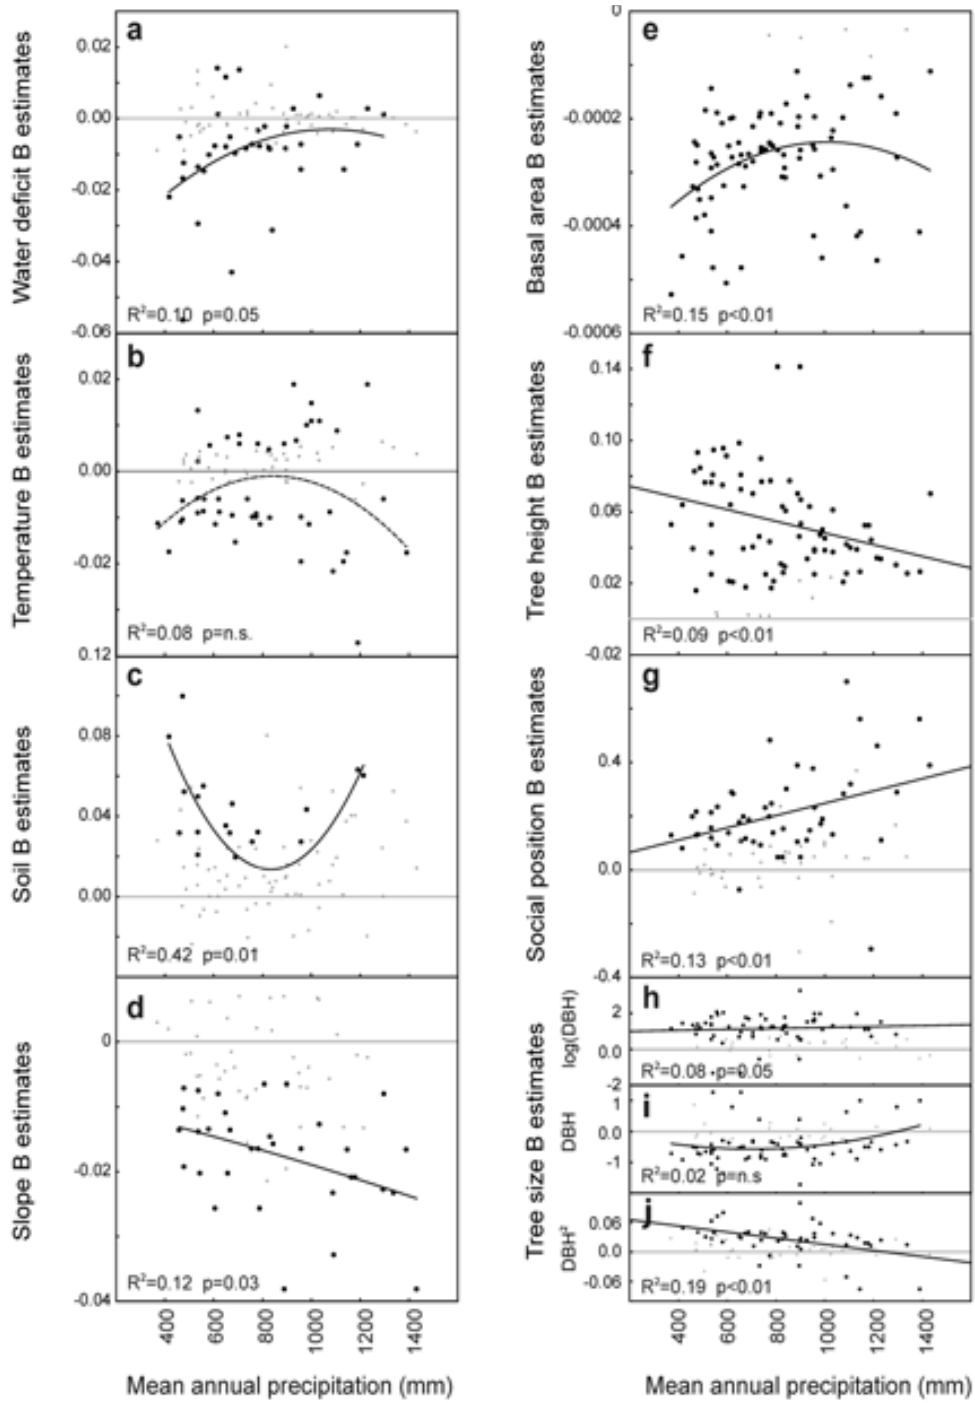 a
Water deficit B estimates
0.02
0.00
-0.02
-0.04
-0.06
R²=0.10 p=0.05
b
Temperature B estimates
0.02
0.00
-0.02
R²=0.08 p=n.s.
c
Soil B estimates
0.12
0.08
0.04
0.00
R²=0.42 p=0.01
d
Slope B estimates
0
-0.02
-0.04
R²=0.12 p=0.03
400 600 800 1000 1200 1400
Mean annual precipitation (mm)
e
Basal area B estimates
0
-0.0002
-0.0004
-0.0006
R²=0.15 p<0.01
f
Tree height B estimates
0.14
0.10
0.06
0.02
-0.02
R²=0.09 p<0.01
g
Social position B estimates
0.4
0.0
-0.4
R²=0.13 p<0.01
Tree size B estimates
h
log(DBH)
2
0.0
-2
R²=0.08 p=0.05
i
DBH
1
0.0
-1
R²=0.02 p=n.s
j
DBH²
0.06
0.0
-0.06
R²=0.19 p<0.01
400 600 800 1000 1200 1400
Mean annual precipitation (mm)